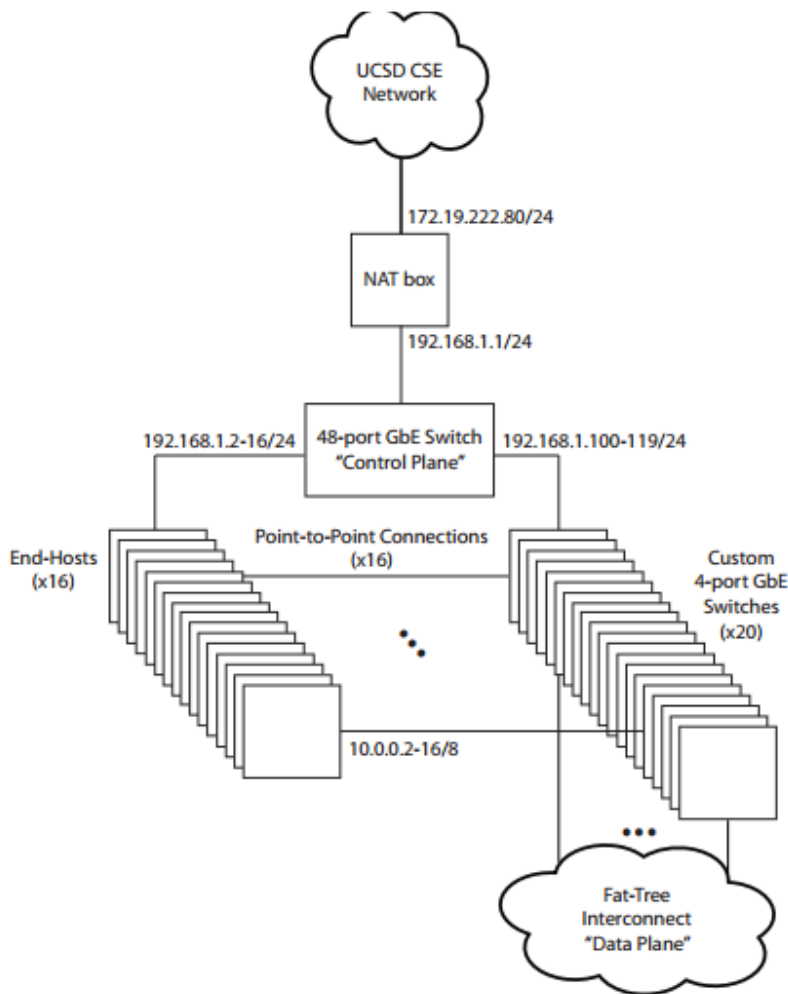 UCSD CSE
Network
172.19.222.80/24
NAT box
192.168.1.1/24
192.168.1.2-16/24
48-port GbE Switch
"Control Plane"
192.168.1.100-119/24
End-Hosts
(x16)
Point-to-Point Connections
(x16)
Custom
4-port GbE
Switches
(x20)
10.0.0.2-16/8
Fat-Tree
Interconnect
"Data Plane"